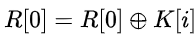 R[0] = R[0] ⊕ K[i]